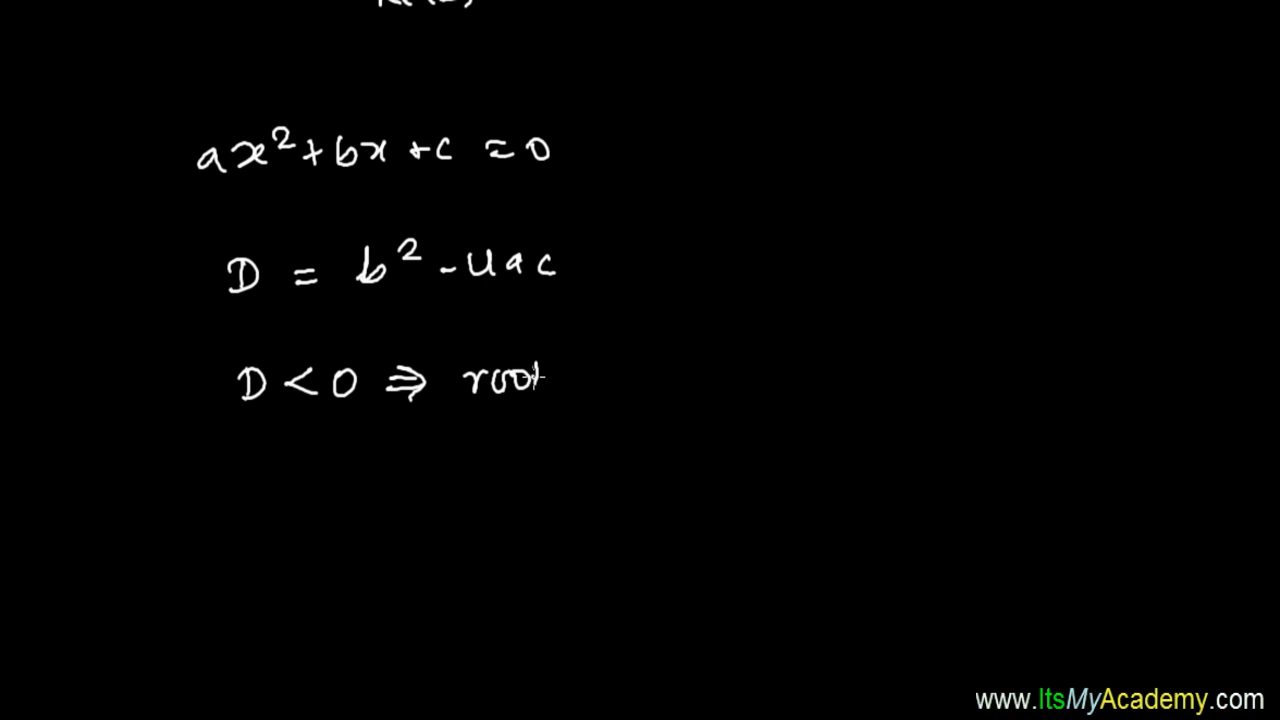 ax²+bx+c=0
D = b²-4ac
D<0 ⇒ root
www.ItsMyAcademy.com